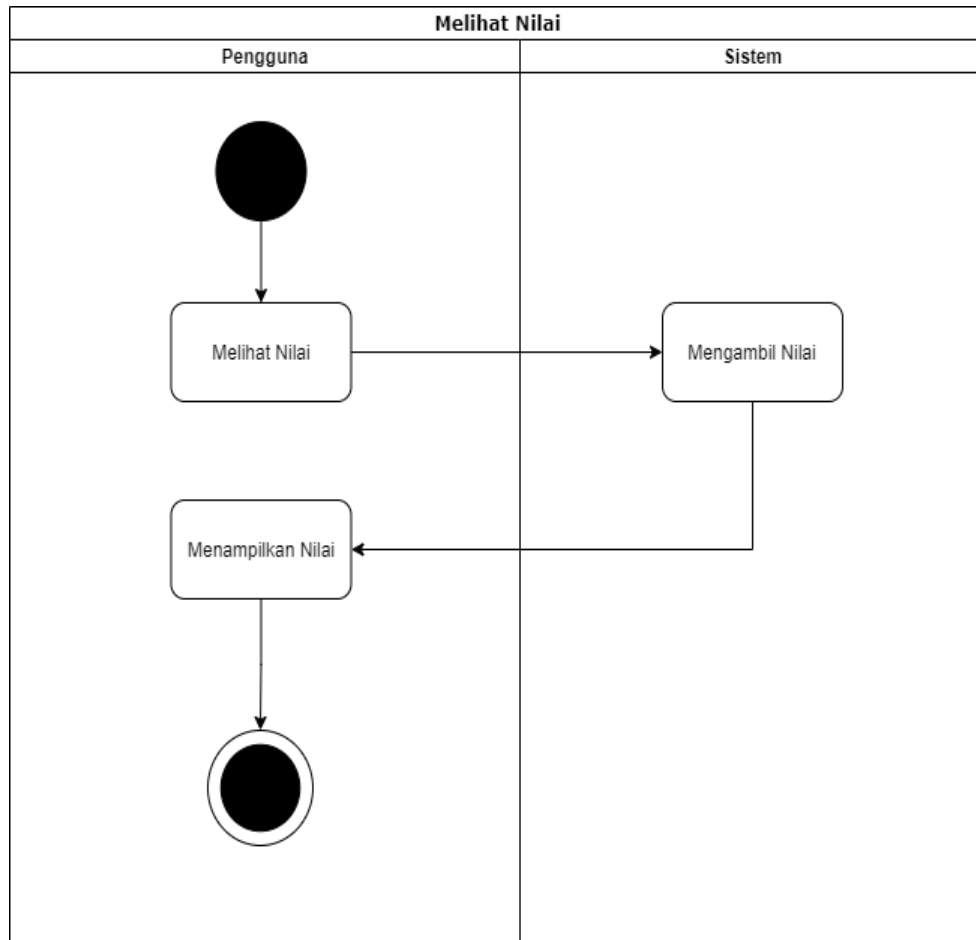 Melihat Nilai
Pengguna
Sistem
Melihat Nilai
Mengambil Nilai
Menampilkan Nilai